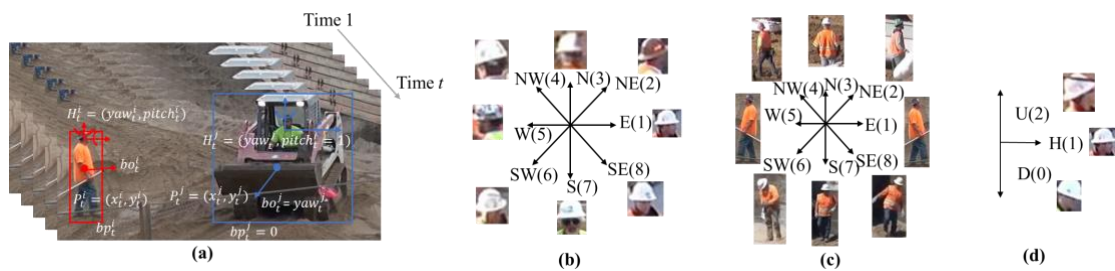 Time 1
Time t
H_t^i = (yaw_t^i, pitch_t^i)
bo_t^i
P_t^i = (x_t^i, y_t^i)
bp_t^i
H_t^j = (yaw_t^j, pitch_t^j = 1)
P_t^j = (x_t^j, y_t^j)
bo_t^j = yaw_t^j
bp_t^j = 0
(a)
NW(4)
N(3)
NE(2)
W(5)
E(1)
SW(6)
S(7)
SE(8)
(b)
NW(4)
N(3)
NE(2)
W(5)
E(1)
SW(6)
S(7)
SE(8)
(c)
U(2)
H(1)
D(0)
(d)